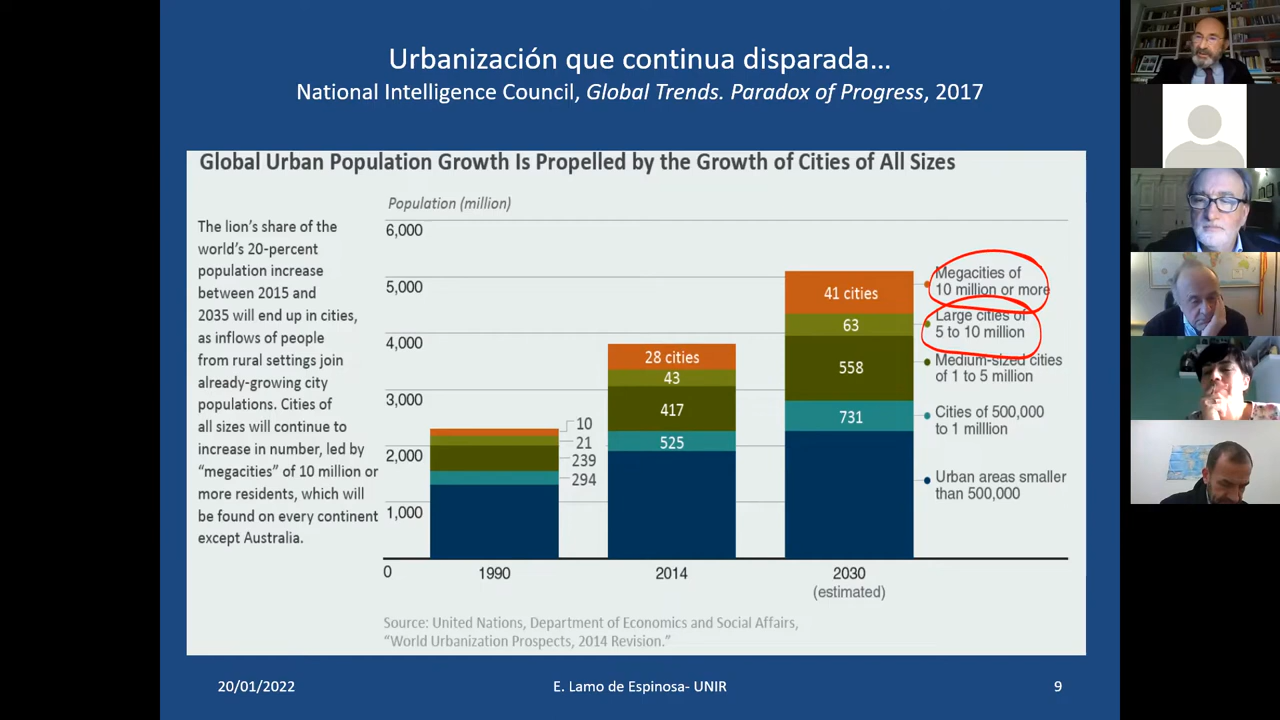 Urbanización que continua disparada…
National Intelligence Council, Global Trends. Paradox of Progress, 2017
Global Urban Population Growth Is Propelled by the Growth of Cities of All Sizes
The lion’s share of the
world’s 20-percent
population increase
between 2015 and
2035 will end up in cities,
as inflows of people
from rural settings join
already-growing city
populations. Cities of
all sizes will continue to
increase in number, led by
“megacities” of 10 million or
more residents, which will
be found on every continent
except Australia.
Population (million)
6,000
5,000
4,000
3,000
2,000
1,000
0
10
21
239
294
1990
28 cities
43
417
525
2014
41 cities
63
558
731
2030
(estimated)
Megacities of
10 million or more
Large cities of
5 to 10 million
Medium-sized cities
of 1 to 5 million
Cities of 500,000
to 1 milllion
Urban areas smaller
than 500,000
Source: United Nations, Department of Economics and Social Affairs,
“World Urbanization Prospects, 2014 Revision.”
20/01/2022
E. Lamo de Espinosa- UNIR
9